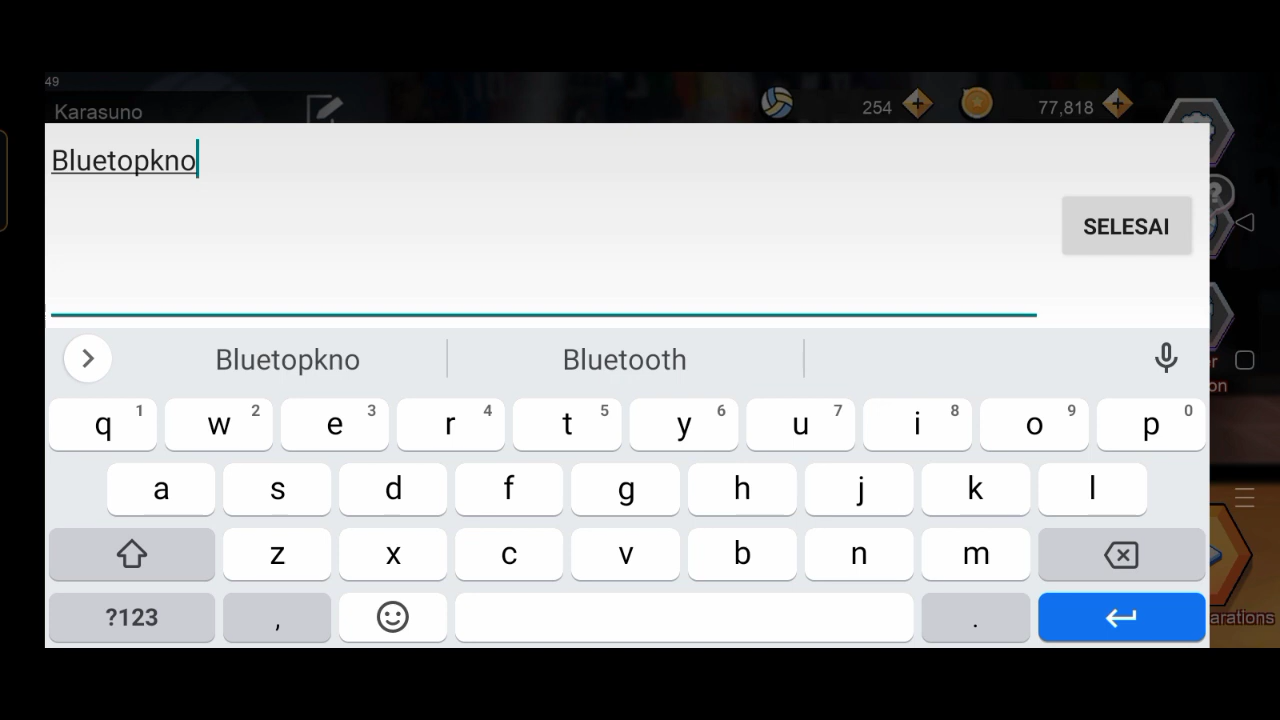 49
Karasuno
254
77,818
Bluetopkno
SELESAI
Bluetopkno
Bluetooth
q 1 w 2 e 3 r 4 t 5 y 6 u 7 i 8 o 9 p 0
a s d f g h j k l
z x c v b n m
?123 , .
arations